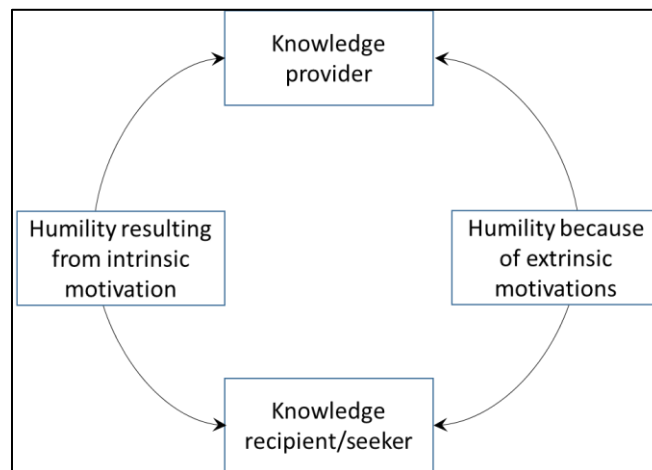 Knowledge
provider
Humility resulting
from intrinsic
motivation
Humility because
of extrinsic
motivations
Knowledge
recipient/seeker